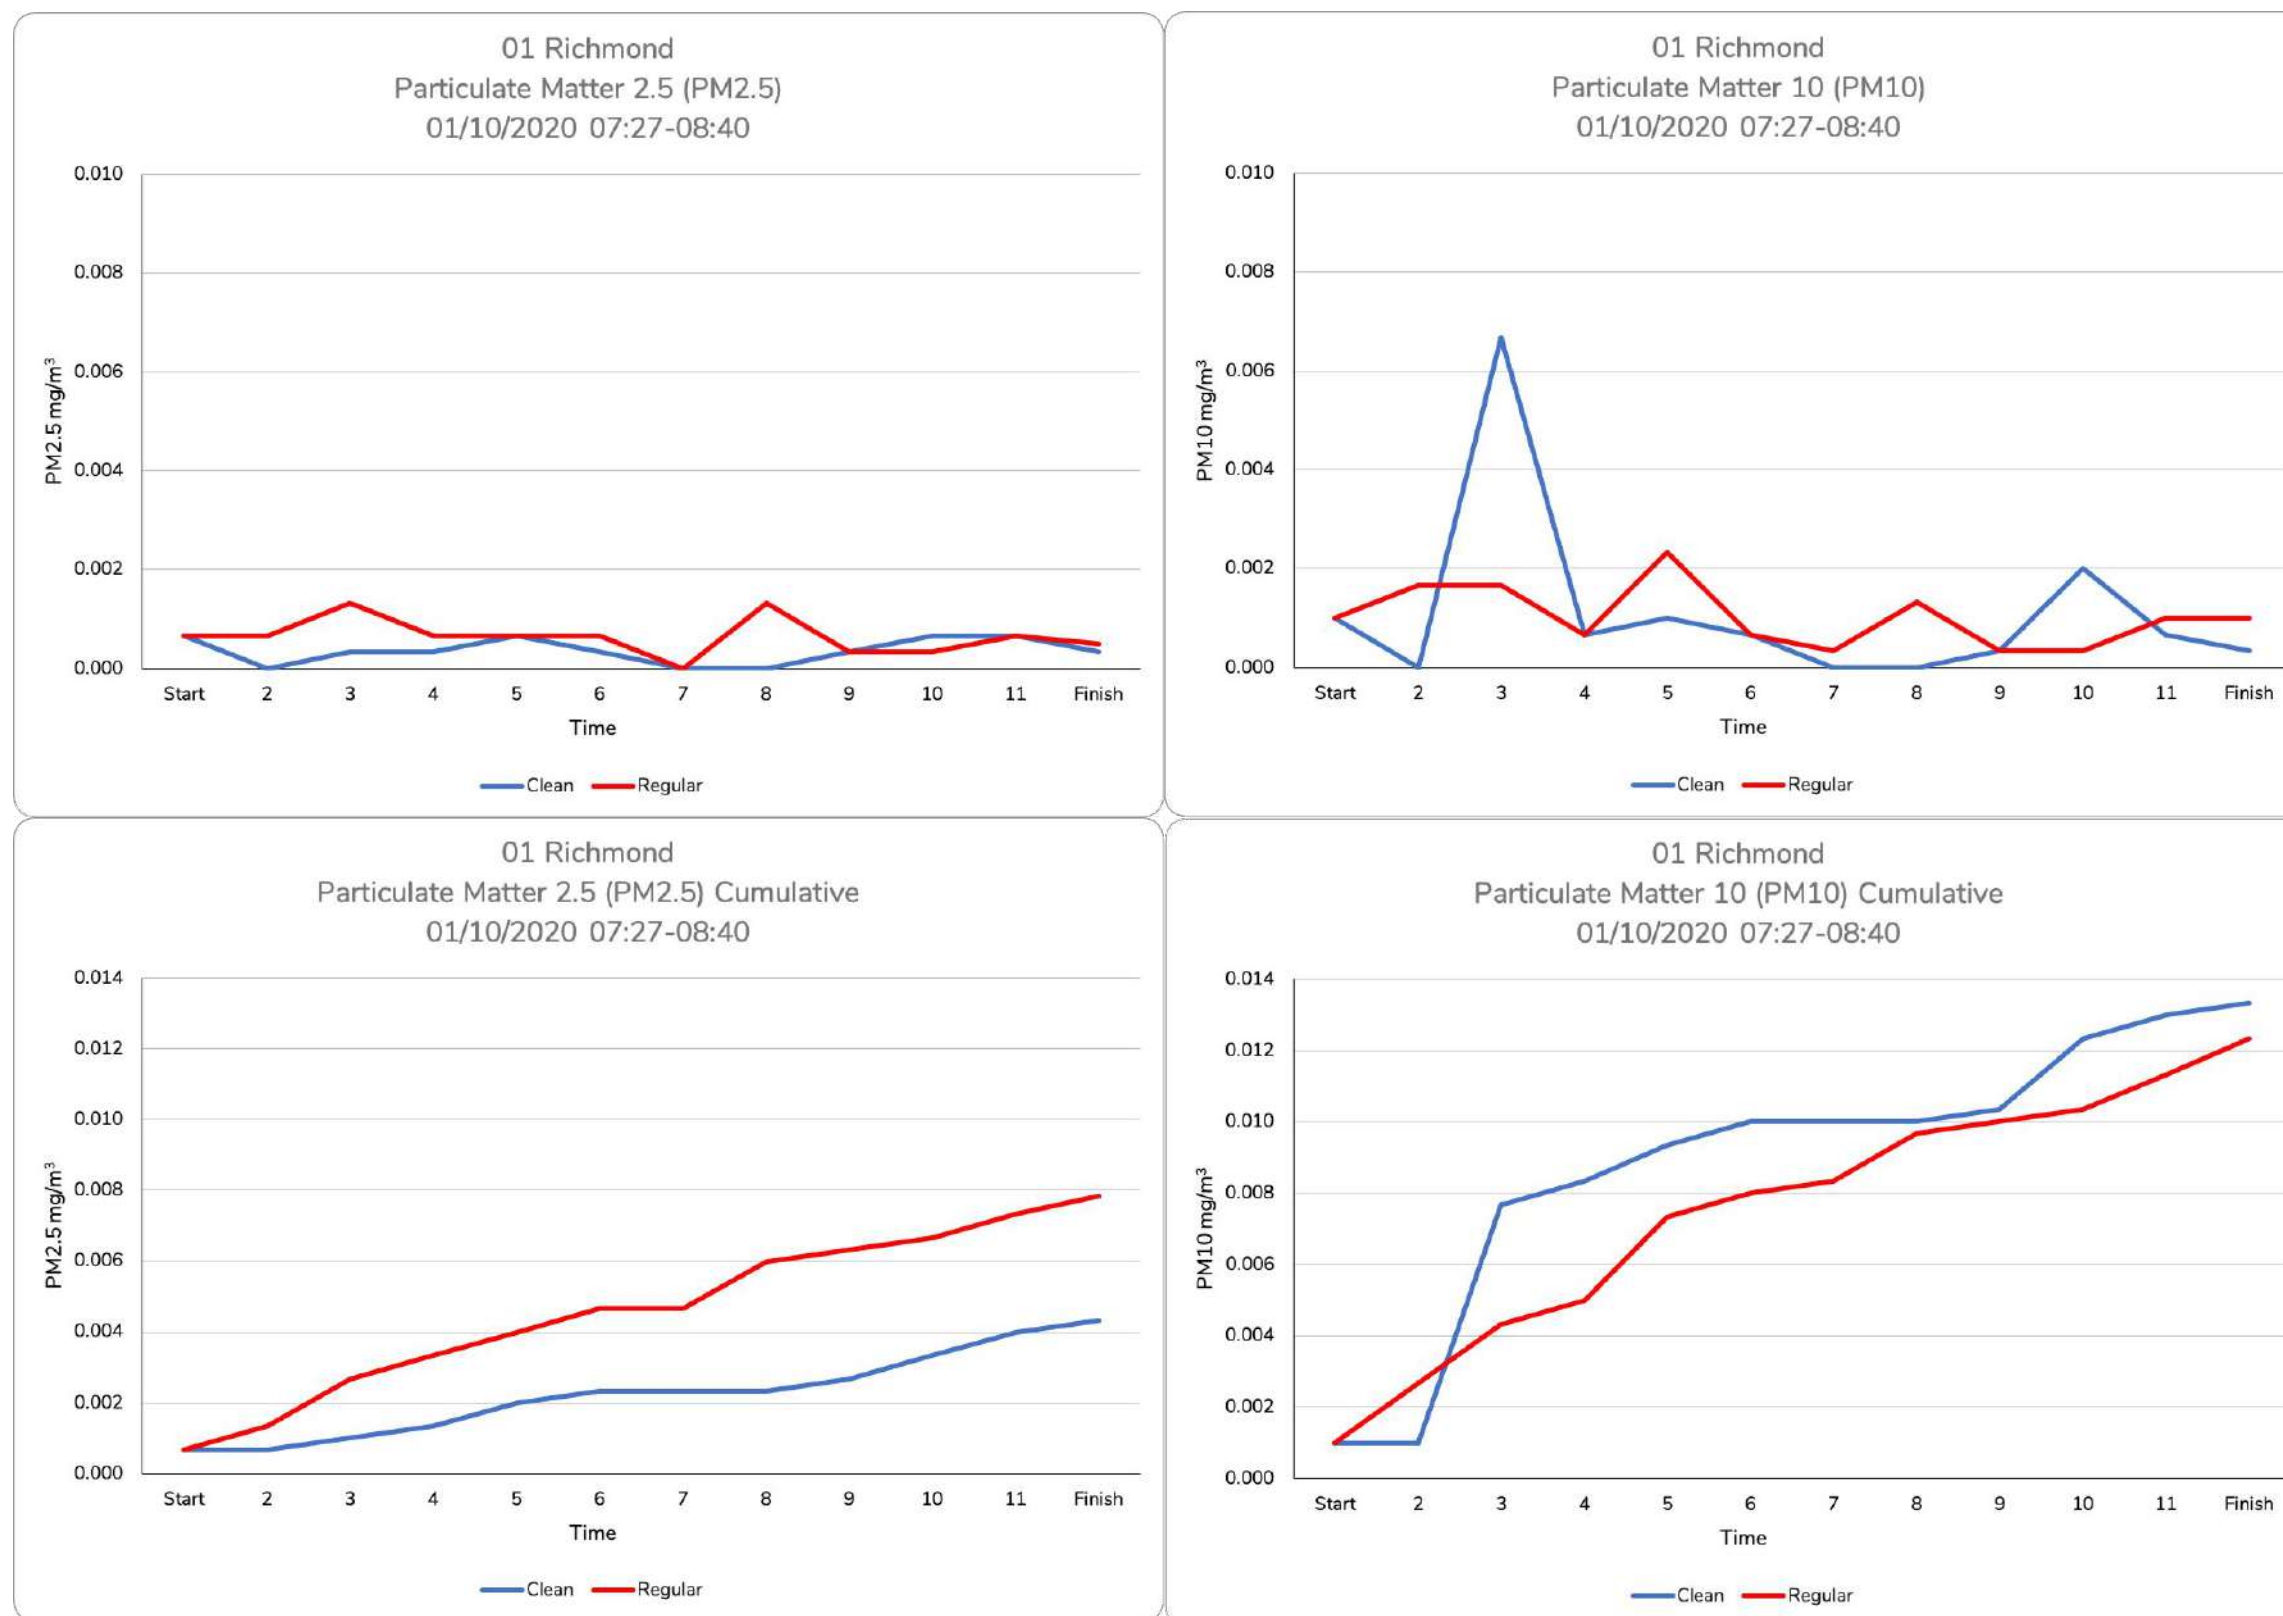 01 Richmond
Particulate Matter 2.5 (PM2.5)
01/10/2020 07:27-08:40
0.010
0.008
0.006
0.004
0.002
0.000
PM2.5 mg/m³
Start 2 3 4 5 6 7 8 9 10 11 Finish
Time
Clean Regular
01 Richmond
Particulate Matter 10 (PM10)
01/10/2020 07:27-08:40
0.010
0.008
0.006
0.004
0.002
0.000
PM10 mg/m³
Start 2 3 4 5 6 7 8 9 10 11 Finish
Time
Clean Regular
01 Richmond
Particulate Matter 2.5 (PM2.5) Cumulative
01/10/2020 07:27-08:40
0.014
0.012
0.010
0.008
0.006
0.004
0.002
0.000
PM2.5 mg/m³
Start 2 3 4 5 6 7 8 9 10 11 Finish
Time
Clean Regular
01 Richmond
Particulate Matter 10 (PM10) Cumulative
01/10/2020 07:27-08:40
0.014
0.012
0.010
0.008
0.006
0.004
0.002
0.000
PM10 mg/m³
Start 2 3 4 5 6 7 8 9 10 11 Finish
Time
Clean Regular